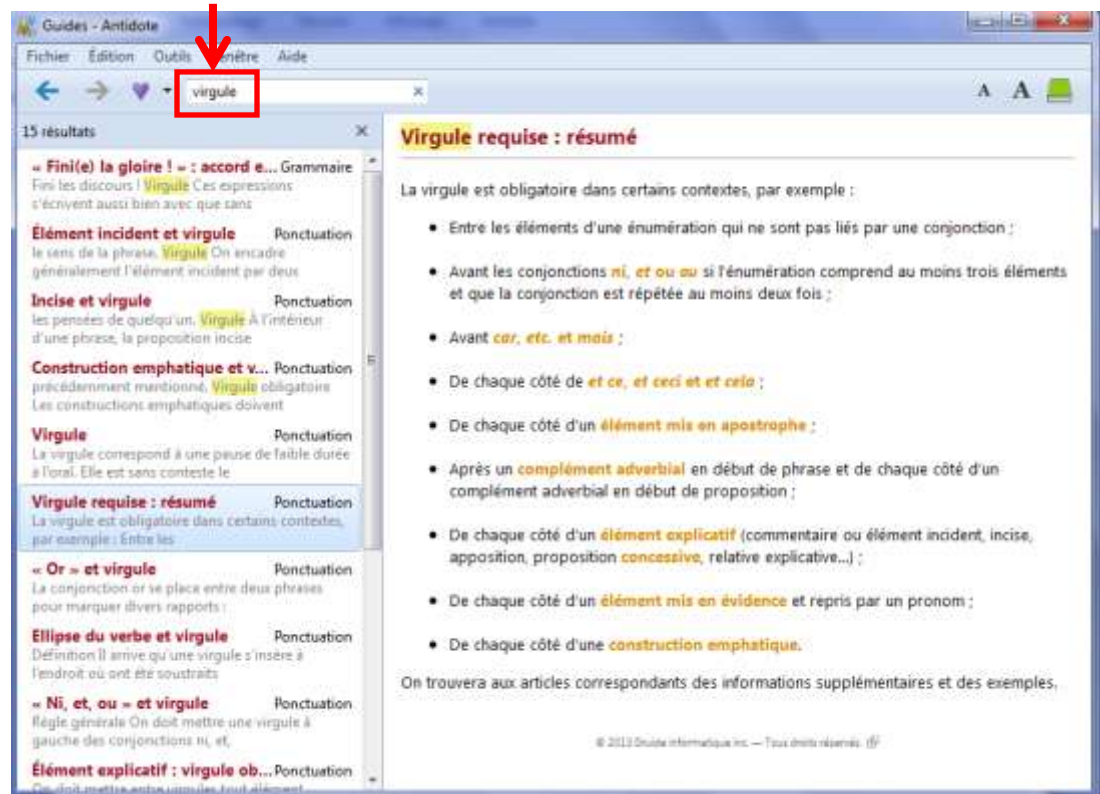 Guides - Antidote
Fichier Édition Outils Fenêtre Aide
virgule
A A
15 résultats
« Fini(e) la gloire ! » : accord e... Grammaire
Fini les discours ! Virgule Ces expressions
s'écrivent aussi bien avec que sans
Élément incident et virgule Ponctuation
le sens de la phrase. Virgule On encadre
généralement l'élément incident par deux
Incise et virgule Ponctuation
les pensées de quelqu'un. Virgule À l'intérieur
d'une phrase, la proposition incise
Construction emphatique et v... Ponctuation
précédemment mentionné. Virgule obligatoire
Les constructions emphatiques doivent
Virgule Ponctuation
La virgule correspond à une pause de faible durée
à l'oral. Elle est sans conteste le
Virgule requise : résumé Ponctuation
La virgule est obligatoire dans certains contextes,
par exemple : Entre les
« Or » et virgule Ponctuation
La conjonction or se place entre deux phrases
pour marquer divers rapports :
Ellipse du verbe et virgule Ponctuation
Définition Il arrive qu'une virgule s'insère à
l'endroit où ont été soustraits
« Ni, et, ou » et virgule Ponctuation
Règle générale On doit mettre une virgule à
gauche des conjonctions ni, et,
Élément explicatif : virgule ob... Ponctuation
On doit mettre entre virgules tout élément
Virgule requise : résumé
La virgule est obligatoire dans certains contextes, par exemple :
• Entre les éléments d'une énumération qui ne sont pas liés par une conjonction ;
• Avant les conjonctions ni, et ou ou si l'énumération comprend au moins trois éléments
et que la conjonction est répétée au moins deux fois ;
• Avant car, etc. et mais ;
• De chaque côté de et ce, et ceci et et cela ;
• De chaque côté d'un élément mis en apostrophe ;
• Après un complément adverbial en début de phrase et de chaque côté d'un
complément adverbial en début de proposition ;
• De chaque côté d'un élément explicatif (commentaire ou élément incident, incise,
apposition, proposition concessive, relative explicative...) ;
• De chaque côté d'un élément mis en évidence et repris par un pronom ;
• De chaque côté d'une construction emphatique.
On trouvera aux articles correspondants des informations supplémentaires et des exemples.
© 2013 Druide informatique inc. — Tous droits réservés.